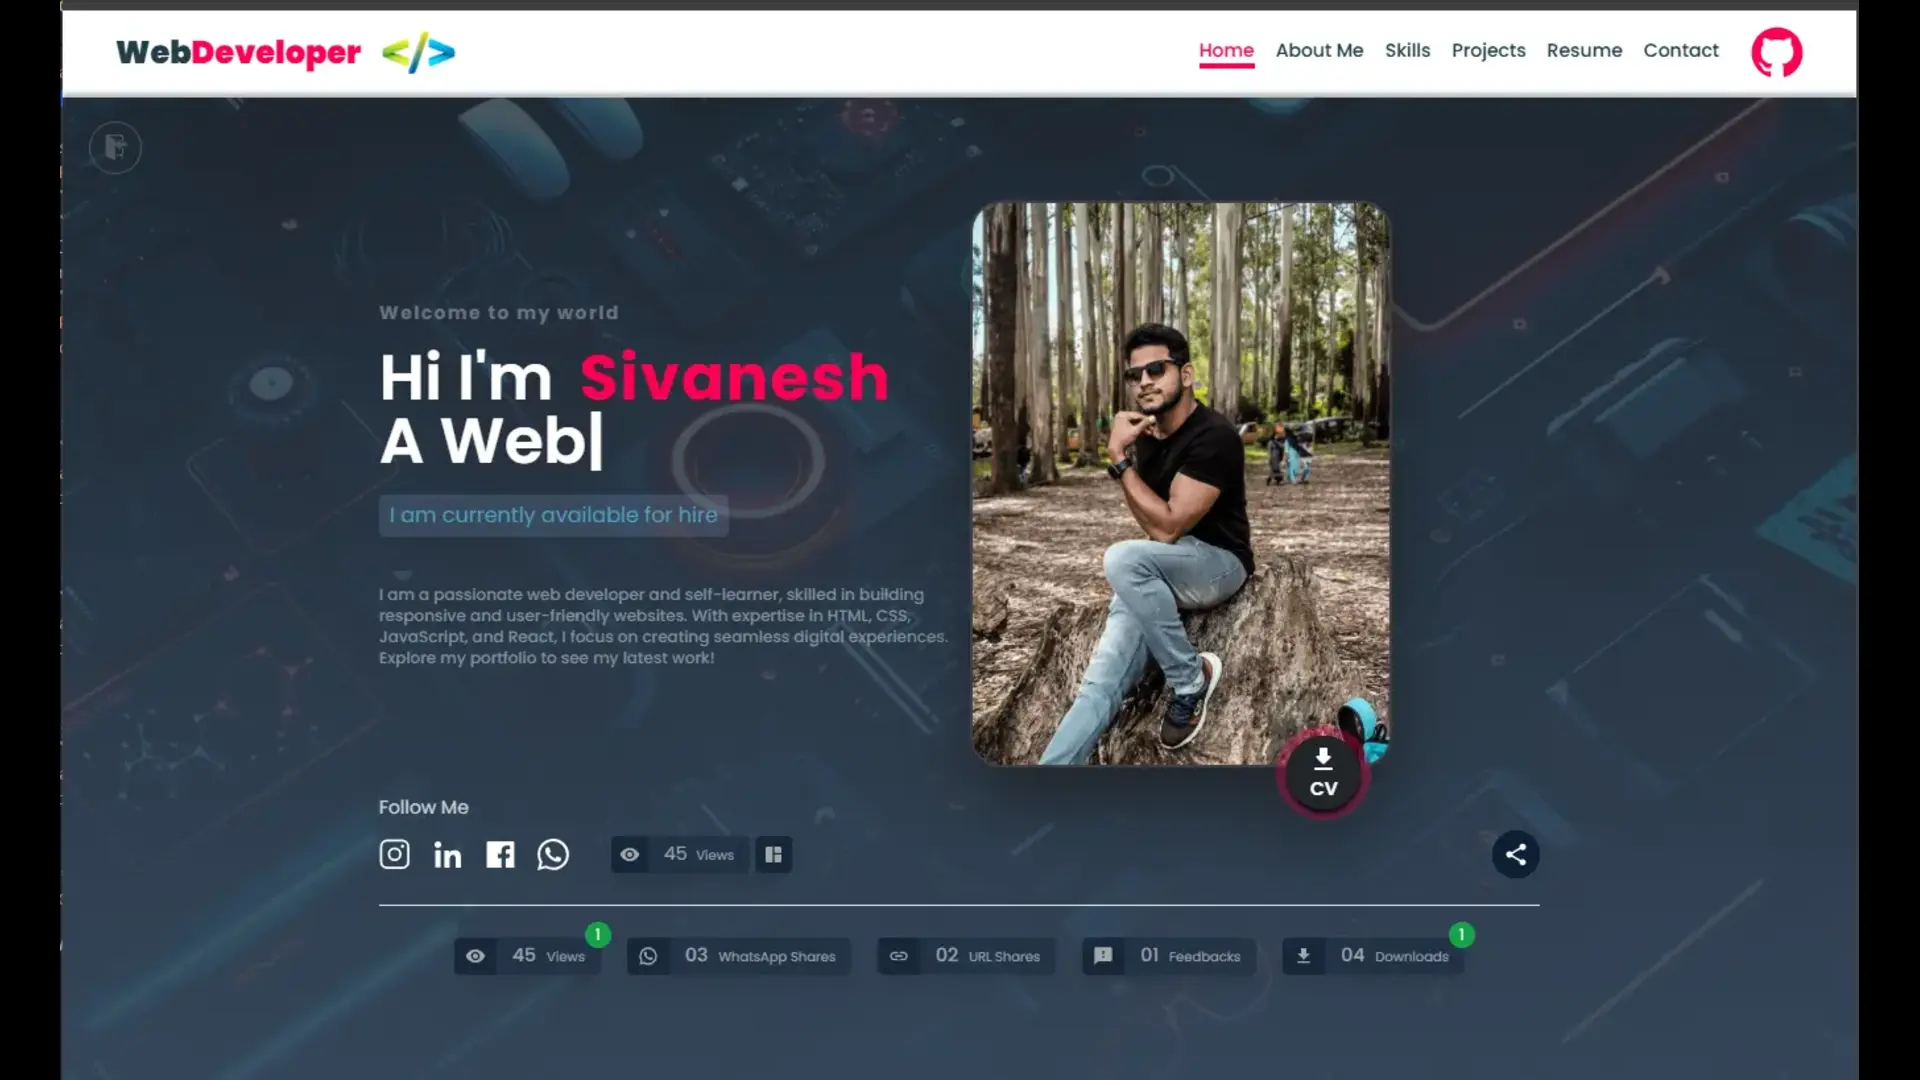 WebDeveloper </>
Home About Me Skills Projects Resume Contact
Welcome to my world
Hi I'm Sivanesh
A Web|
I am currently available for hire
I am a passionate web developer and self-learner, skilled in building
responsive and user-friendly websites. With expertise in HTML, CSS,
JavaScript, and React, I focus on creating seamless digital experiences.
Explore my portfolio to see my latest work!
CV
Follow Me
45 Views
45 Views 1
03 WhatsApp Shares
02 URL Shares
01 Feedbacks
04 Downloads 1